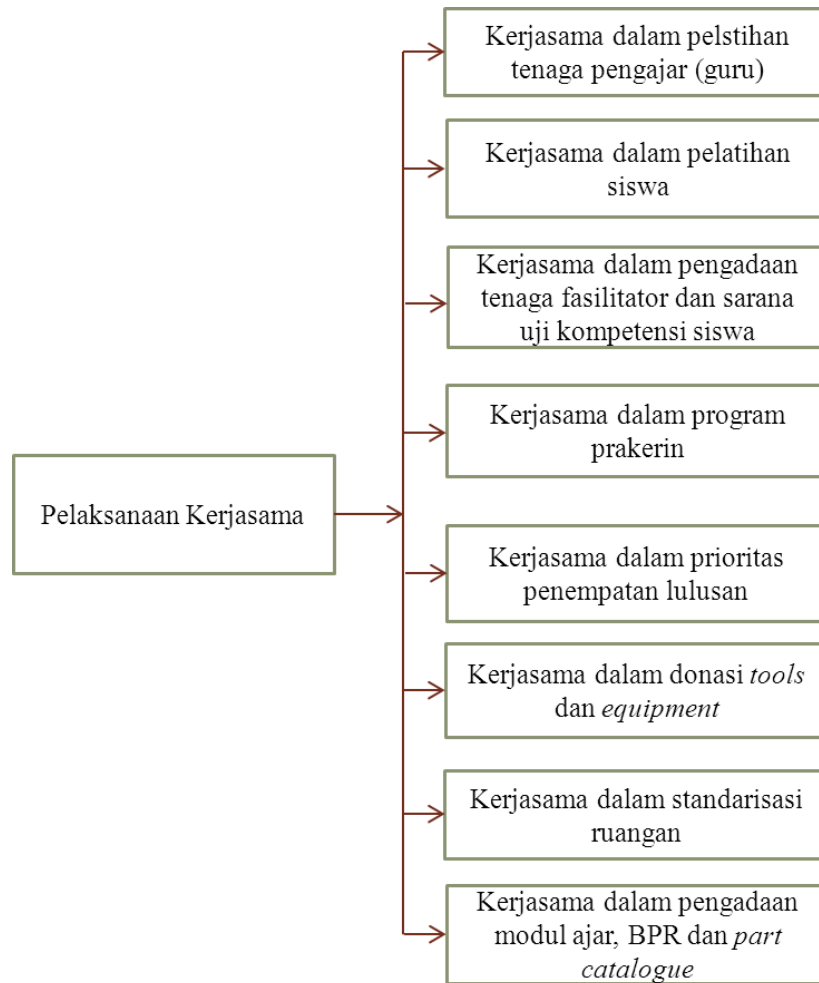 Kerjasama dalam pelstihan
tenaga pengajar (guru)
Kerjasama dalam pelatihan
siswa
Kerjasama dalam pengadaan
tenaga fasilitator dan sarana
uji kompetensi siswa
Kerjasama dalam program
prakerin
Pelaksanaan Kerjasama
Kerjasama dalam prioritas
penempatan lulusan
Kerjasama dalam donasi tools
dan equipment
Kerjasama dalam standarisasi
ruangan
Kerjasama dalam pengadaan
modul ajar, BPR dan part
catalogue